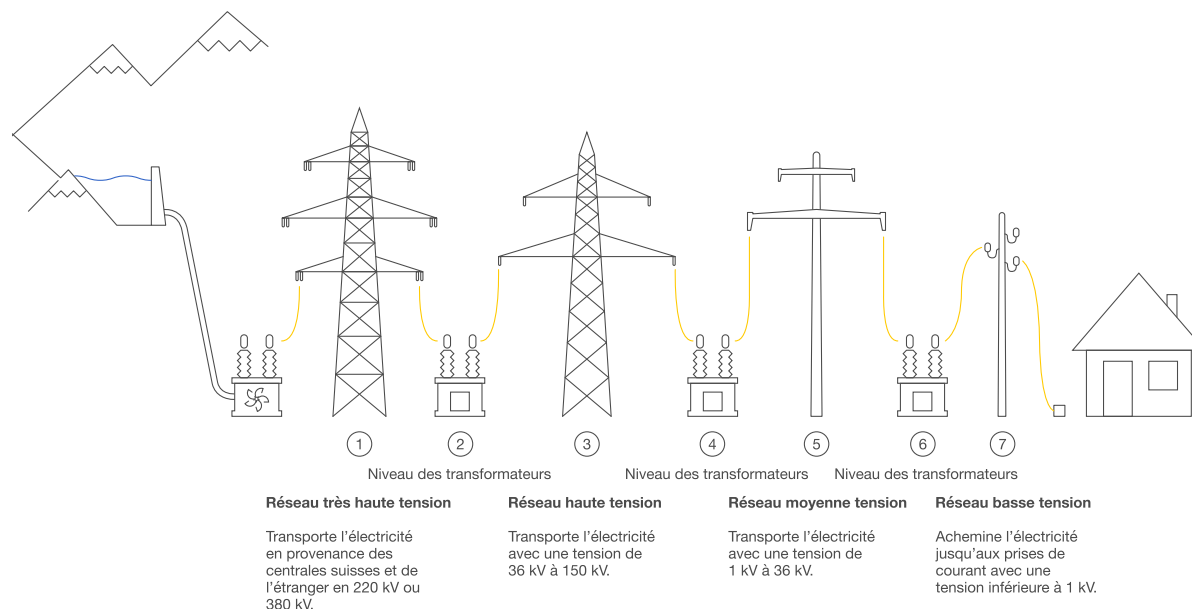 1
2
3
4
5
6
7
Niveau des transformateurs
Niveau des transformateurs
Niveau des transformateurs
Réseau très haute tension
Transporte l’électricité
en provenance des
centrales suisses et de
l’étranger en 220 kV ou
380 kV.
Réseau haute tension
Transporte l’électricité
avec une tension de
36 kV à 150 kV.
Réseau moyenne tension
Transporte l’électricité
avec une tension de
1 kV à 36 kV.
Réseau basse tension
Achemine l’électricité
jusqu’aux prises de
courant avec une
tension inférieure à 1 kV.